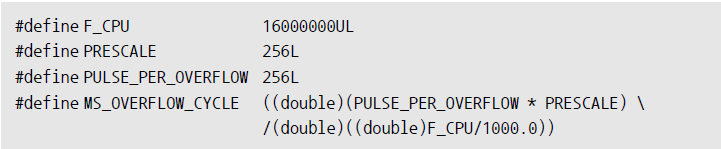 #define F_CPU 16000000UL
#define PRESCALE 256L
#define PULSE_PER_OVERFLOW 256L
#define MS_OVERFLOW_CYCLE ((double)(PULSE_PER_OVERFLOW * PRESCALE) \
/(double)((double)F_CPU/1000.0))